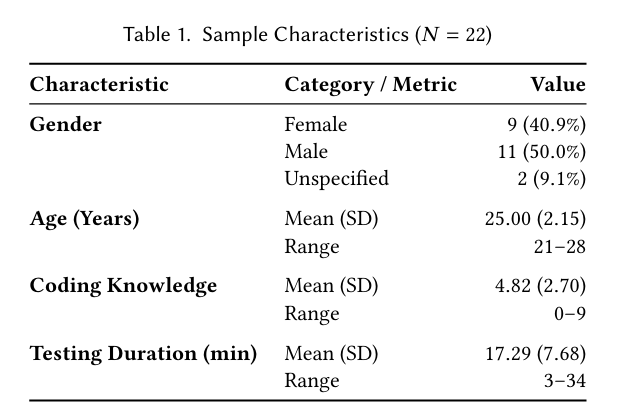 Table 1. Sample Characteristics (N = 22)
Characteristic Category / Metric Value
Gender Female 9 (40.9%)
Male 11 (50.0%)
Unspecified 2 (9.1%)
Age (Years) Mean (SD) 25.00 (2.15)
Range 21–28
Coding Knowledge Mean (SD) 4.82 (2.70)
Range 0–9
Testing Duration (min) Mean (SD) 17.29 (7.68)
Range 3–34